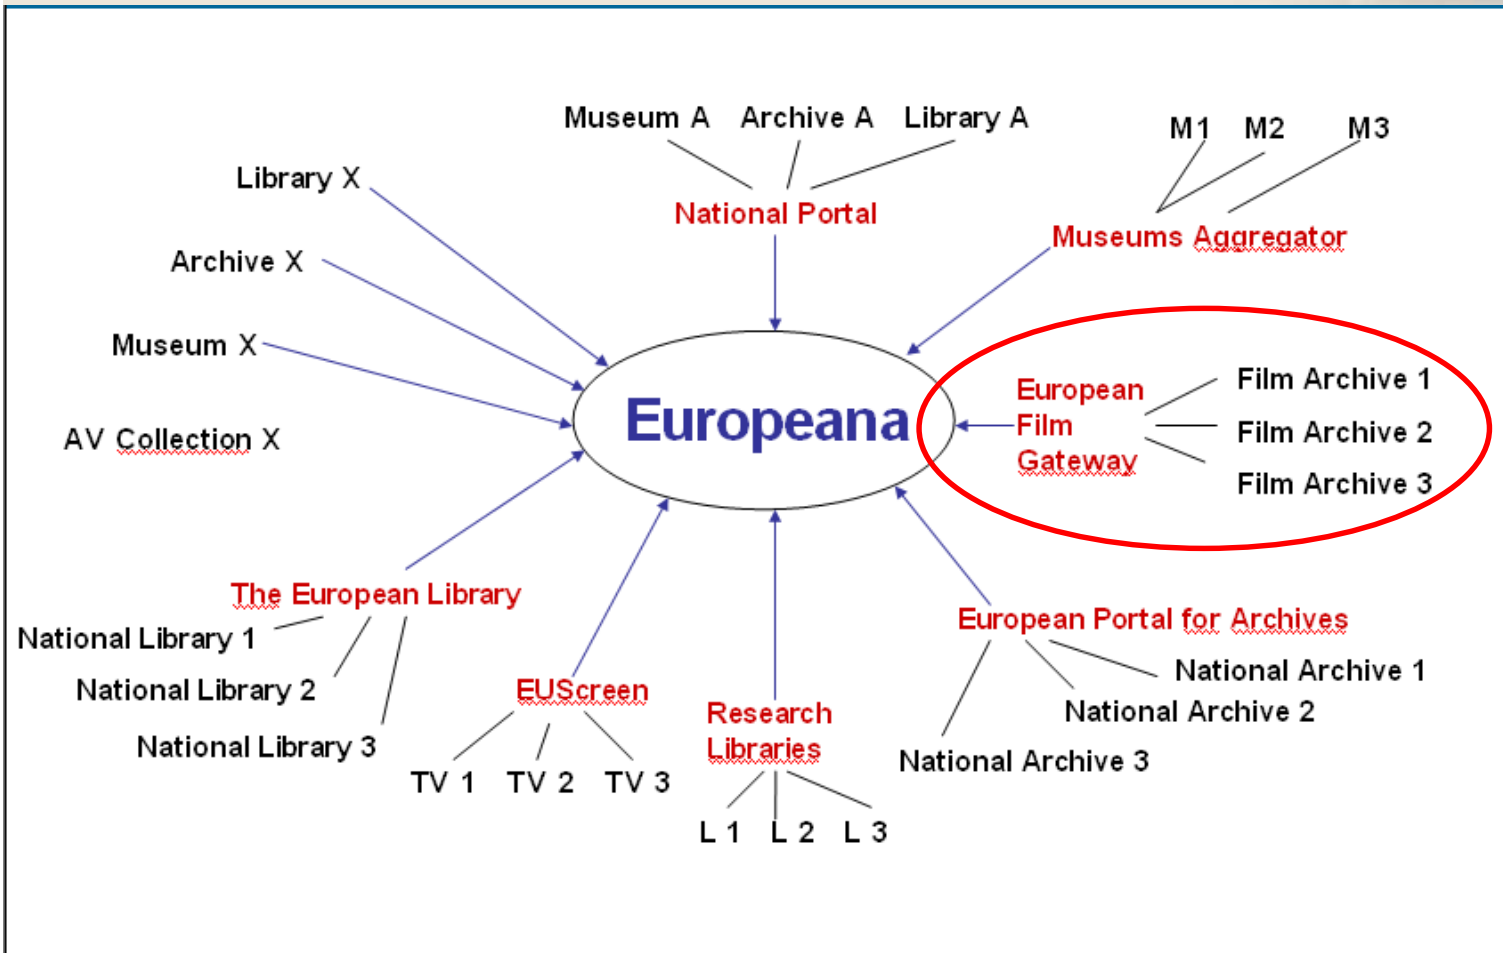 Museum A Archive A Library A
M1 M2 M3
Library X
National Portal
Museums Aggregator
Archive X
Museum X
AV Collection X
Europeana
European
Film
Gateway
Film Archive 1
Film Archive 2
Film Archive 3
The European Library
National Library 1
National Library 2
National Library 3
EUScreen
TV 1 TV 2 TV 3
Research
Libraries
L 1 L 2 L 3
European Portal for Archives
National Archive 1
National Archive 2
National Archive 3